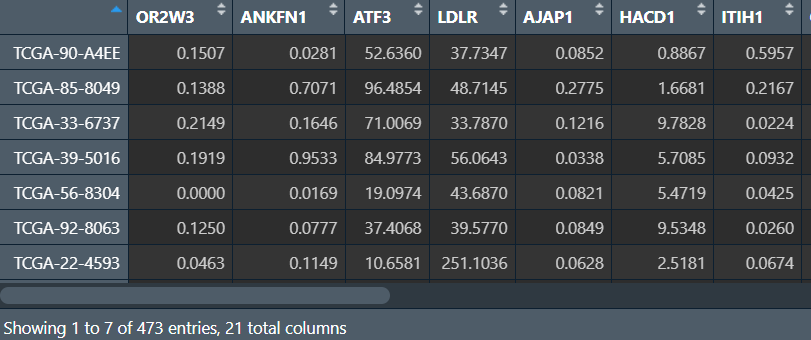 OR2W3 ANKFN1 ATF3 LDLR AJAP1 HACD1 ITIH1
TCGA-90-A4EE 0.1507 0.0281 52.6360 37.7347 0.0852 0.8867 0.5957
TCGA-85-8049 0.1388 0.7071 96.4854 48.7145 0.2775 1.6681 0.2167
TCGA-33-6737 0.2149 0.1646 71.0069 33.7870 0.1216 9.7828 0.0224
TCGA-39-5016 0.1919 0.9533 84.9773 56.0643 0.0338 5.7085 0.0932
TCGA-56-8304 0.0000 0.0169 19.0974 43.6870 0.0821 5.4719 0.0425
TCGA-92-8063 0.1250 0.0777 37.4068 39.5770 0.0849 9.5348 0.0260
TCGA-22-4593 0.0463 0.1149 10.6581 251.1036 0.0628 2.5181 0.0674
Showing 1 to 7 of 473 entries, 21 total columns